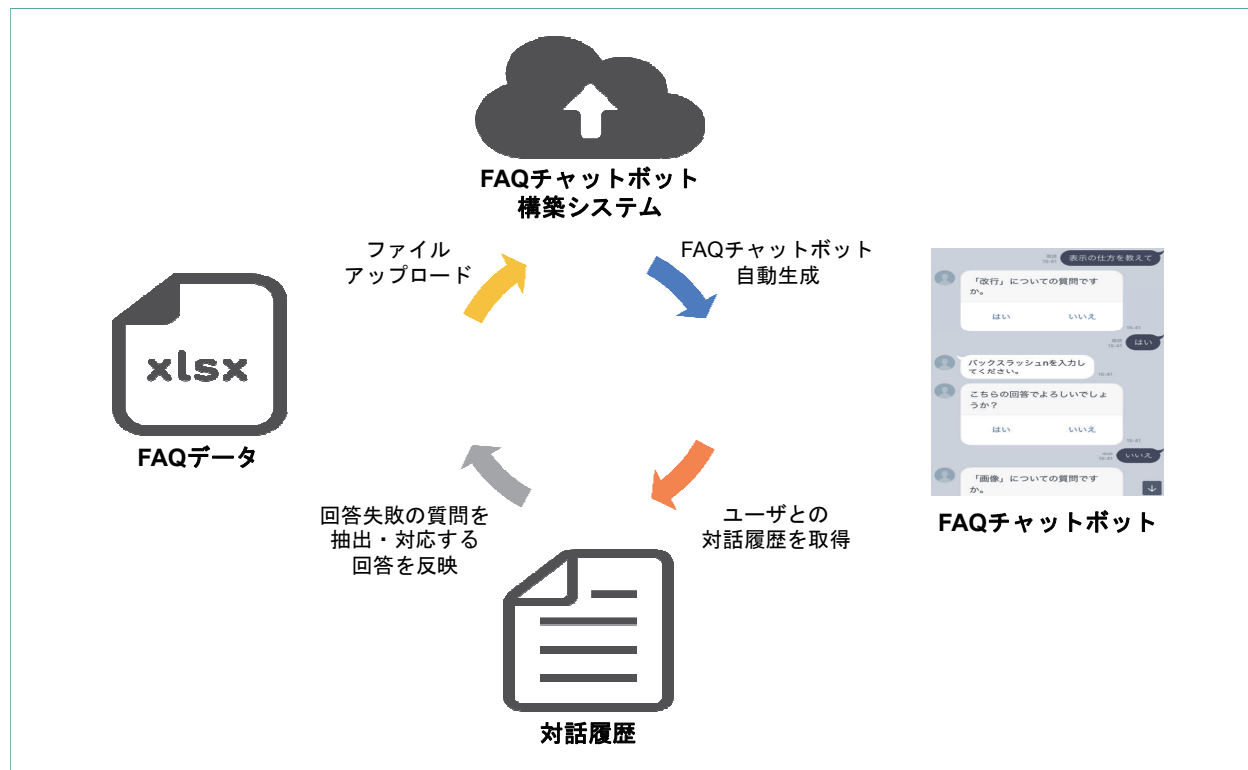 FAQチャットボット
構築システム
ファイル
アップロード
FAQチャットボット
自動生成
xlsx
FAQデータ
表示の仕方を教えて
「改行」についての質問です
か。
はい
いいえ
16:41
はい
バックスラッシュnを入力し
てください。
16:41
こちらの回答でよろしいでしょ
うか?
はい
いいえ
16:41
いいえ
「画像」についての質問です
か。
FAQチャットボット
回答失敗の質問を
抽出・対応する
回答を反映
ユーザとの
対話履歴を取得
対話履歴